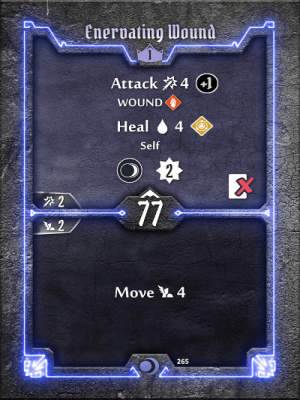 Enervating Wound
1
Attack 4 +1
WOUND
Heal 4
Self
2
2
77
2
Move 4
265